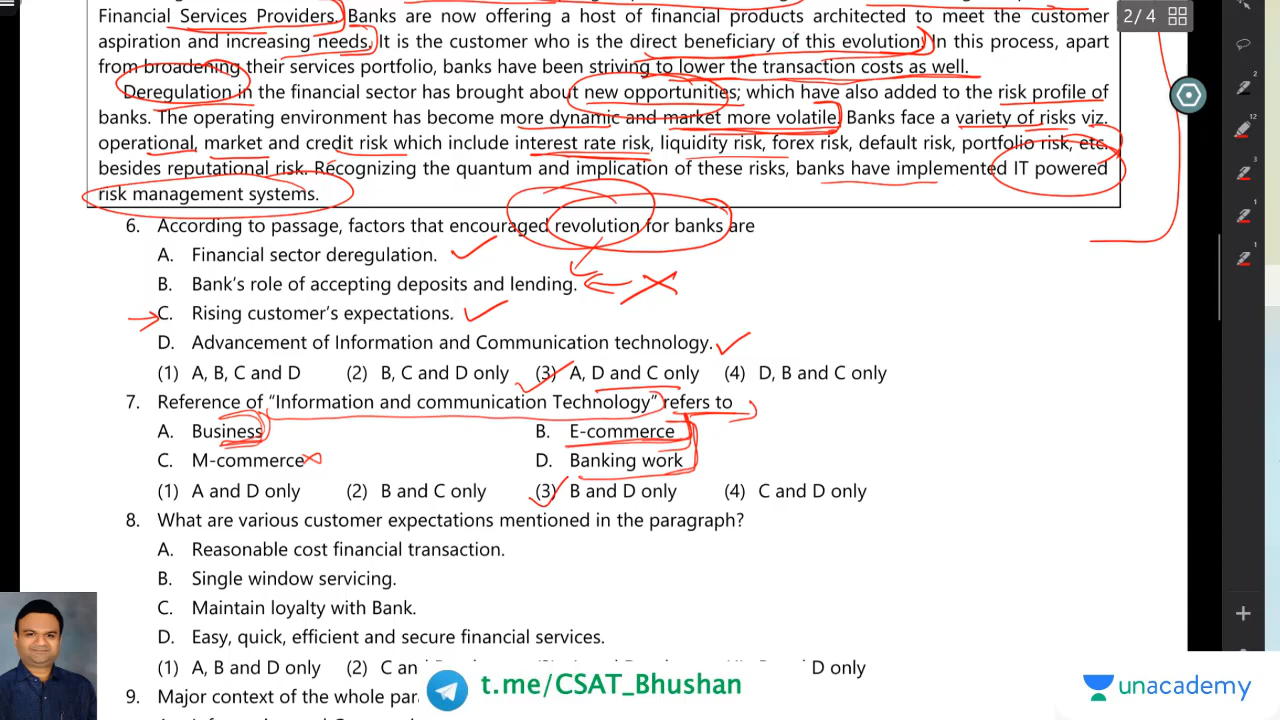 Financial Services Providers. Banks are now offering a host of financial products architected to meet the customer
aspiration and increasing needs. It is the customer who is the direct beneficiary of this evolution. In this process, apart
from broadening their services portfolio, banks have been striving to lower the transaction costs as well.
Deregulation in the financial sector has brought about new opportunities; which have also added to the risk profile of
banks. The operating environment has become more dynamic and market more volatile. Banks face a variety of risks viz.
operational, market and credit risk which include interest rate risk, liquidity risk, forex risk, default risk, portfolio risk, etc.
besides reputational risk. Recognizing the quantum and implication of these risks, banks have implemented IT powered
risk management systems.
2/4
6. According to passage, factors that encouraged revolution for banks are
A. Financial sector deregulation.
B. Bank's role of accepting deposits and lending.
C. Rising customer's expectations.
D. Advancement of Information and Communication technology.
(1) A, B, C and D (2) B, C and D only (3) A, D and C only (4) D, B and C only
7. Reference of "Information and communication Technology" refers to
A. Business B. E-commerce
C. M-commerce D. Banking work
(1) A and D only (2) B and C only (3) B and D only (4) C and D only
8. What are various customer expectations mentioned in the paragraph?
A. Reasonable cost financial transaction.
B. Single window servicing.
C. Maintain loyalty with Bank.
D. Easy, quick, efficient and secure financial services.
(1) A, B and D only (2) C an D only
9. Major context of the whole par
t.me/CSAT_Bhushan
unacademy